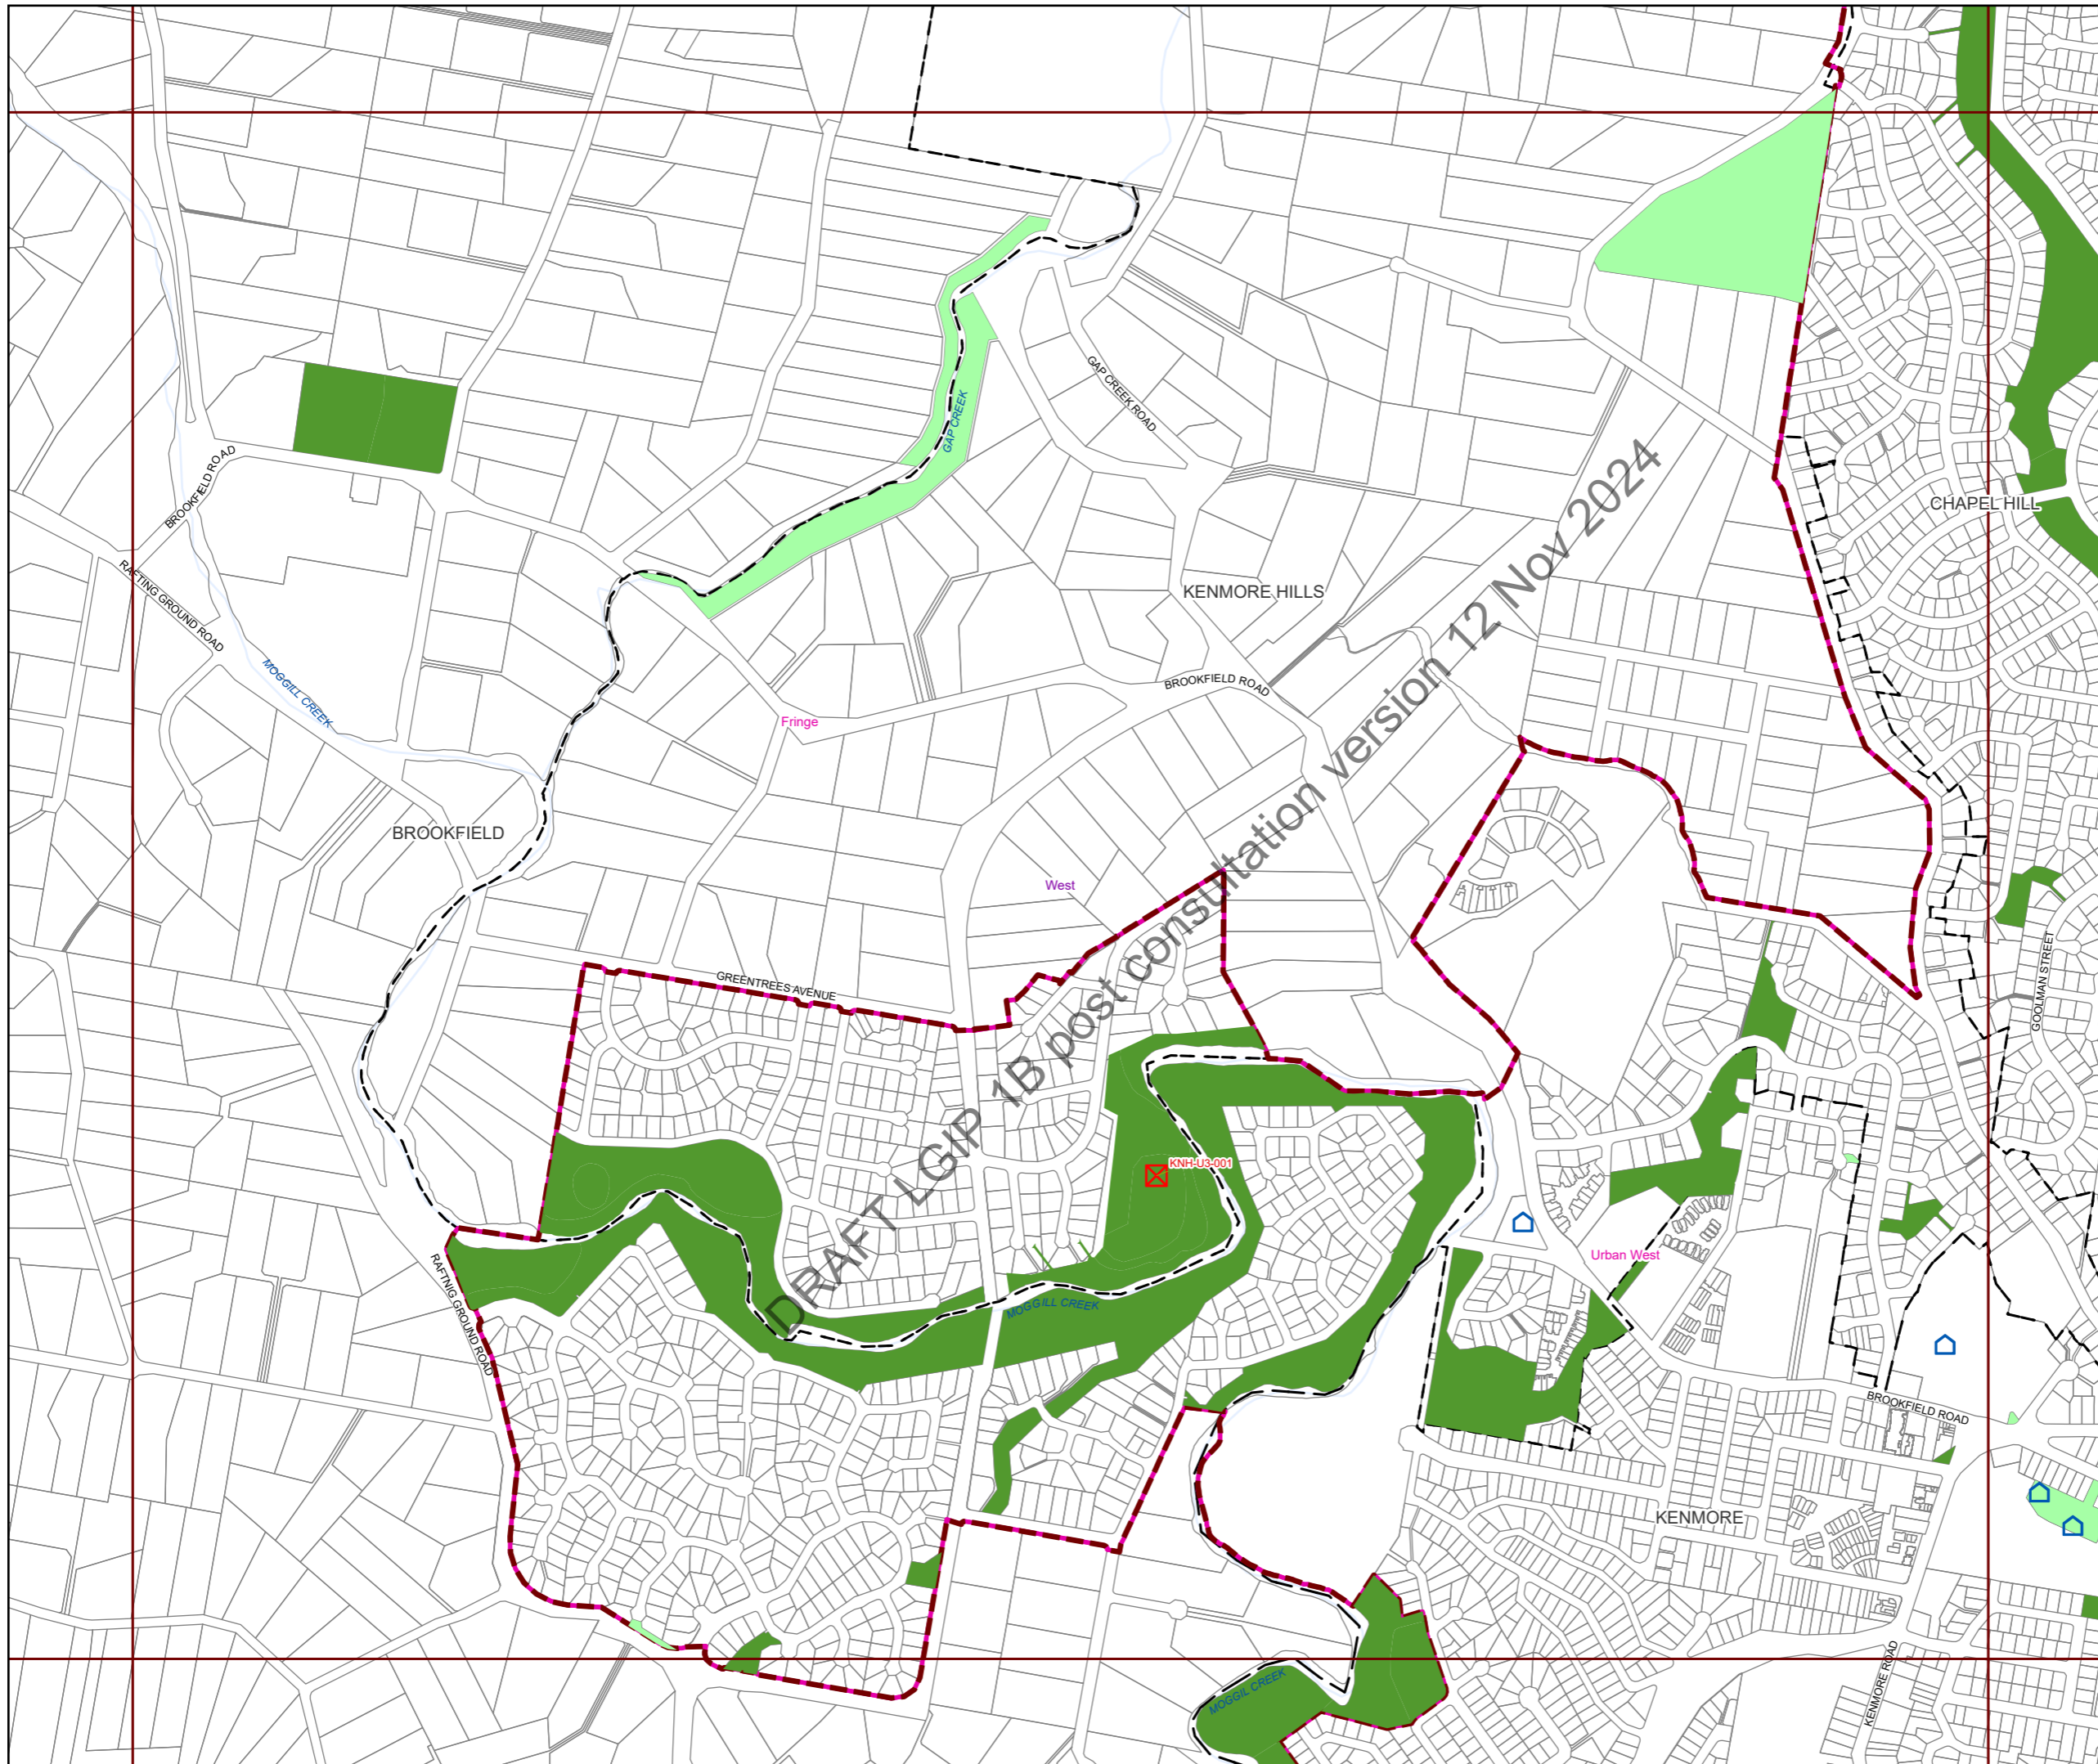 GAP CREEK ROAD
GAP CREEK
BROOKFIELD ROAD
CHAPEL HILL
RAFTING GROUND ROAD
KENMORE HILLS
MOGGILL CREEK
BROOKFIELD ROAD
Fringe
BROOKFIELD
West
GREENTREES AVENUE
GOOLMAN STREET
DRAFT LGIP 1B post consultation version 12 Nov 2024
KNH-U3-001
Urban West
MOGGILL CREEK
RAFTNIG GROUND ROAD
BROOKFIELD ROAD
KENMORE
KENMORE ROAD
MOGGIL CREEK